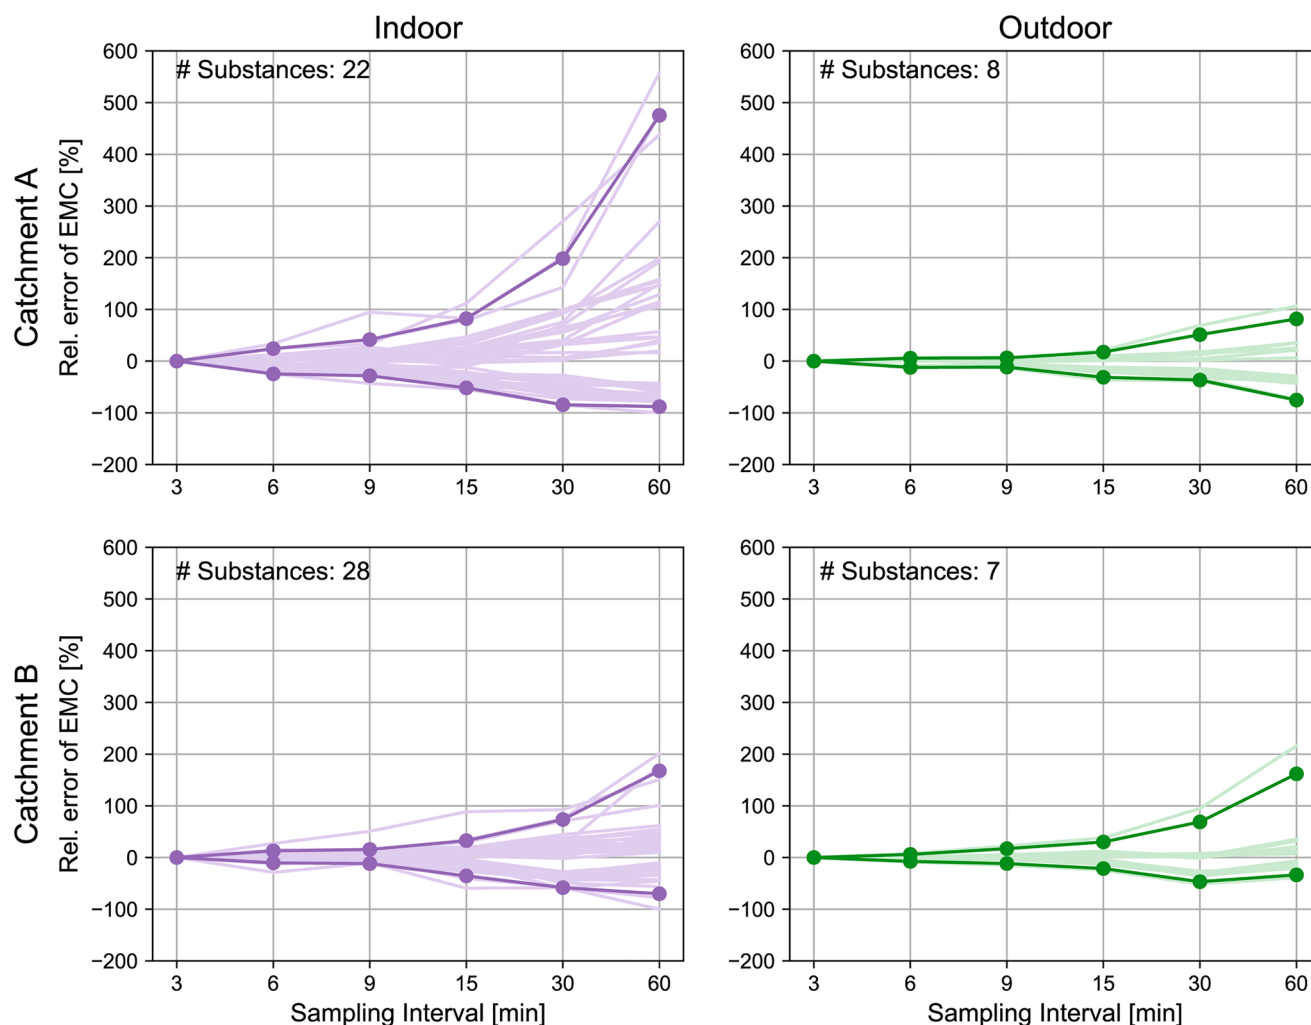 Indoor
Outdoor
Catchment A
Rel. error of EMC [%]
600
500
400
300
200
100
0
−100
−200
# Substances: 22
3 6 9 15 30 60
600
500
400
300
200
100
0
−100
−200
# Substances: 8
3 6 9 15 30 60
Catchment B
Rel. error of EMC [%]
600
500
400
300
200
100
0
−100
−200
# Substances: 28
3 6 9 15 30 60
Sampling Interval [min]
600
500
400
300
200
100
0
−100
−200
# Substances: 7
3 6 9 15 30 60
Sampling Interval [min]